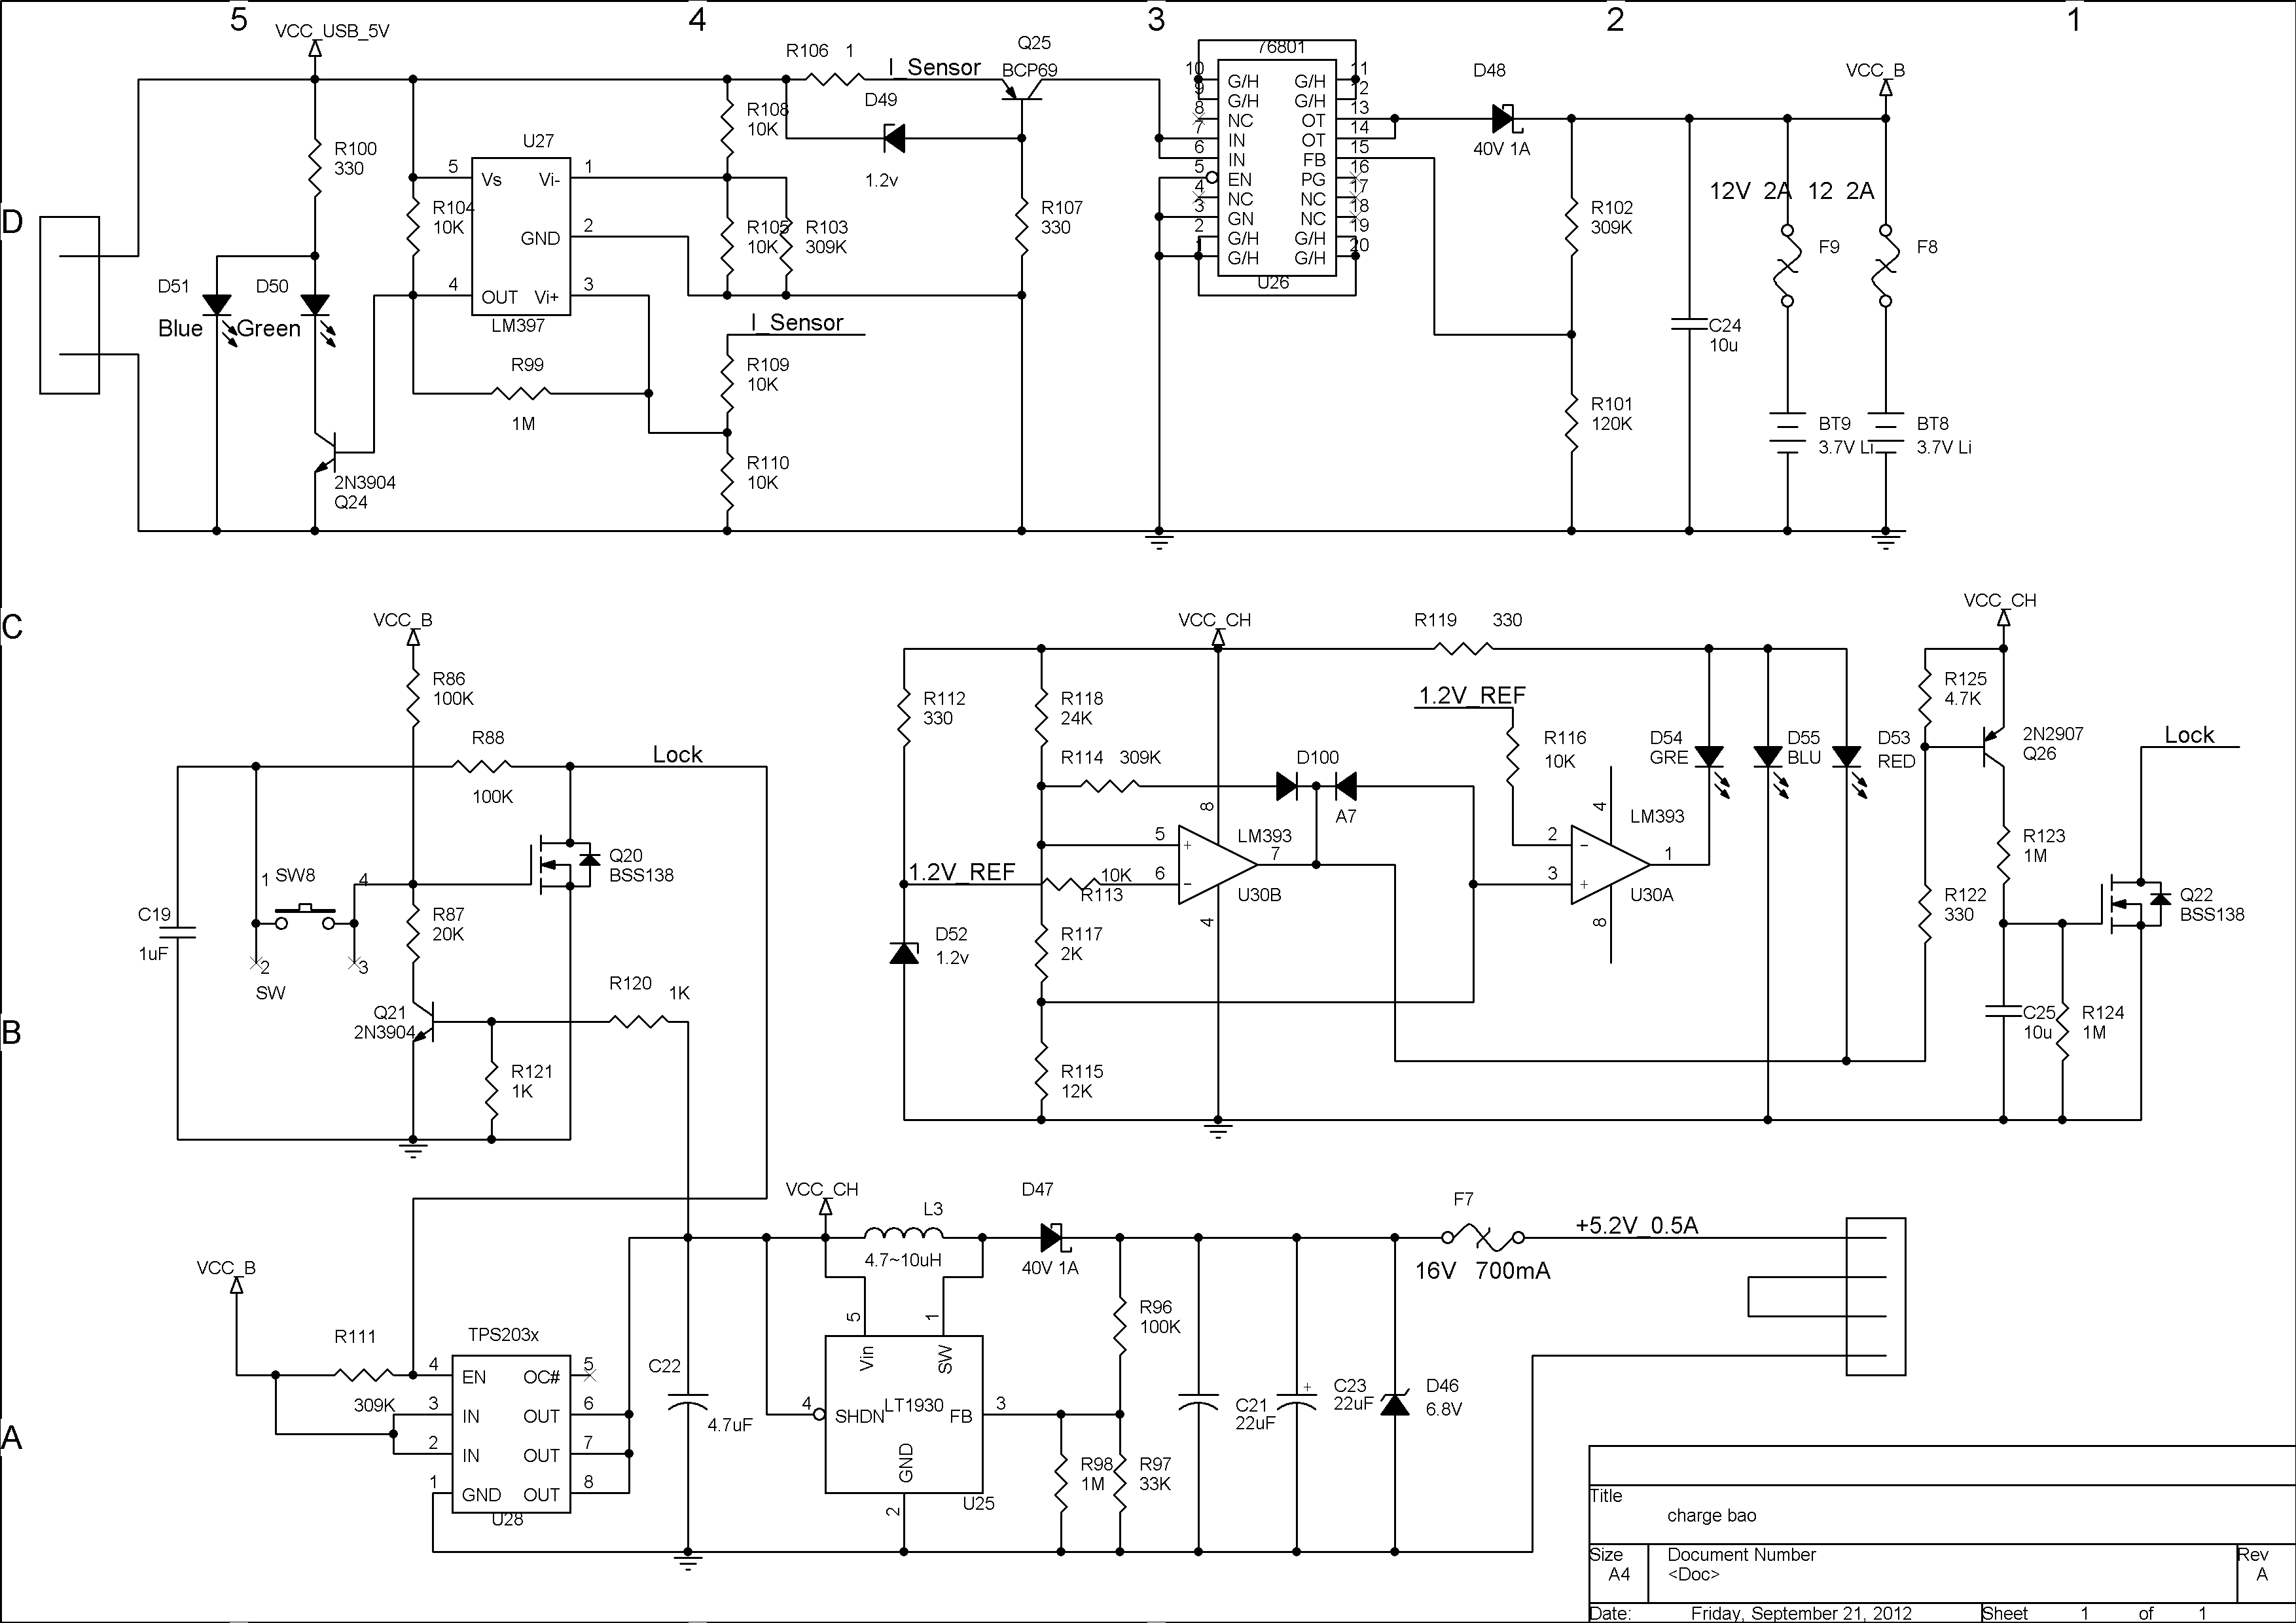 5
4
3
2
1
D
C
B
A
VCC_USB_5V
R106 1
I_Sensor
Q25
BCP69
D49
1.2v
R108
10K
R100
330
U27
5 Vs
Vi- 1
GND 2
4 OUT
Vi+ 3
LM397
R104
10K
R105
10K
R103
309K
R107
330
D51
Blue
D50
Green
R99
1M
I_Sensor
R109
10K
R110
10K
2N3904
Q24
76801
10 G/H G/H 11
9 G/H G/H 12
8 NC OT 13
7 IN OT 14
6 IN FB 15
5 EN PG 16
4 NC NC 17
3 GN NC 18
2 G/H G/H 19
1 G/H G/H 20
U26
D48
40V 1A
VCC_B
12V 2A 12 2A
R102
309K
F9
F8
C24
10u
R101
120K
BT9
3.7V Li
BT8
3.7V Li
VCC_B
R86
100K
R88
100K
Lock
Q20
BSS138
1 SW8 4
C19
1uF
2 3
SW
R87
20K
R120
1K
Q21
2N3904
R121
1K
VCC_CH
R119 330
R112
330
R118
24K
R114 309K
D100
A7
1.2V_REF
R116
10K
D54
GRE
D55
BLU
D53
RED
8
5
+
LM393
7
1.2V_REF
10K
R113
6
-
U30B
4
4
LM393
2
-
1
3
+
U30A
8
D52
1.2v
R117
2K
R115
12K
VCC_CH
R125
4.7K
2N2907
Q26
Lock
R123
1M
R122
330
Q22
BSS138
C25
10u
R124
1M
VCC_CH
L3
4.7~10uH
D47
40V 1A
F7
16V 700mA
+5.2V_0.5A
VCC_B
R111
309K
TPS203x
4 EN OC# 5
3 IN OUT 6
2 IN OUT 7
1 GND OUT 8
U28
C22
4.7uF
5
1
Vin
SW
4
SHDN
LT1930
FB
3
GND
2
U25
R96
100K
R98
1M
R97
33K
C21
22uF
+
C23
22uF
D46
6.8V
Title
charge bao
Size
A4
Document Number
<Doc>
Rev
A
Date: Friday, September 21, 2012 Sheet 1 of 1